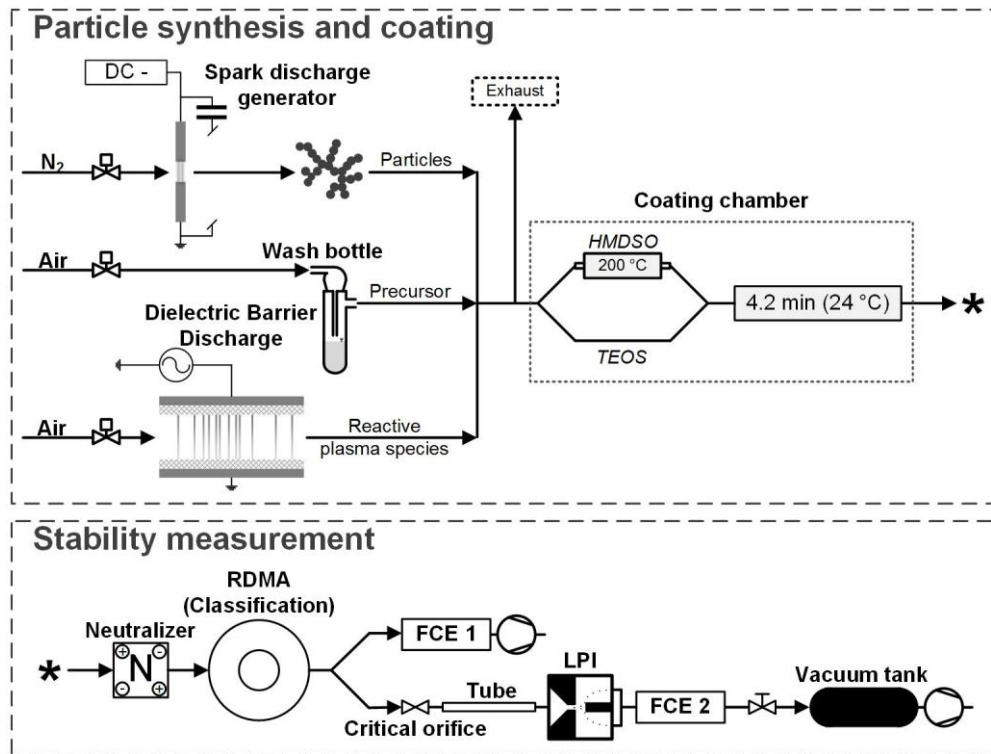 Particle synthesis and coating
DC -
Spark discharge
generator
Exhaust
N₂
Particles
Coating chamber
HMDSO
200 °C
Air
Wash bottle
Precursor
4.2 min (24 °C)
*
Dielectric Barrier
Discharge
TEOS
Air
Reactive
plasma species
Stability measurement
RDMA
(Classification)
Neutralizer
FCE 1
LPI
*
N
Tube
FCE 2
Vacuum tank
Critical orifice